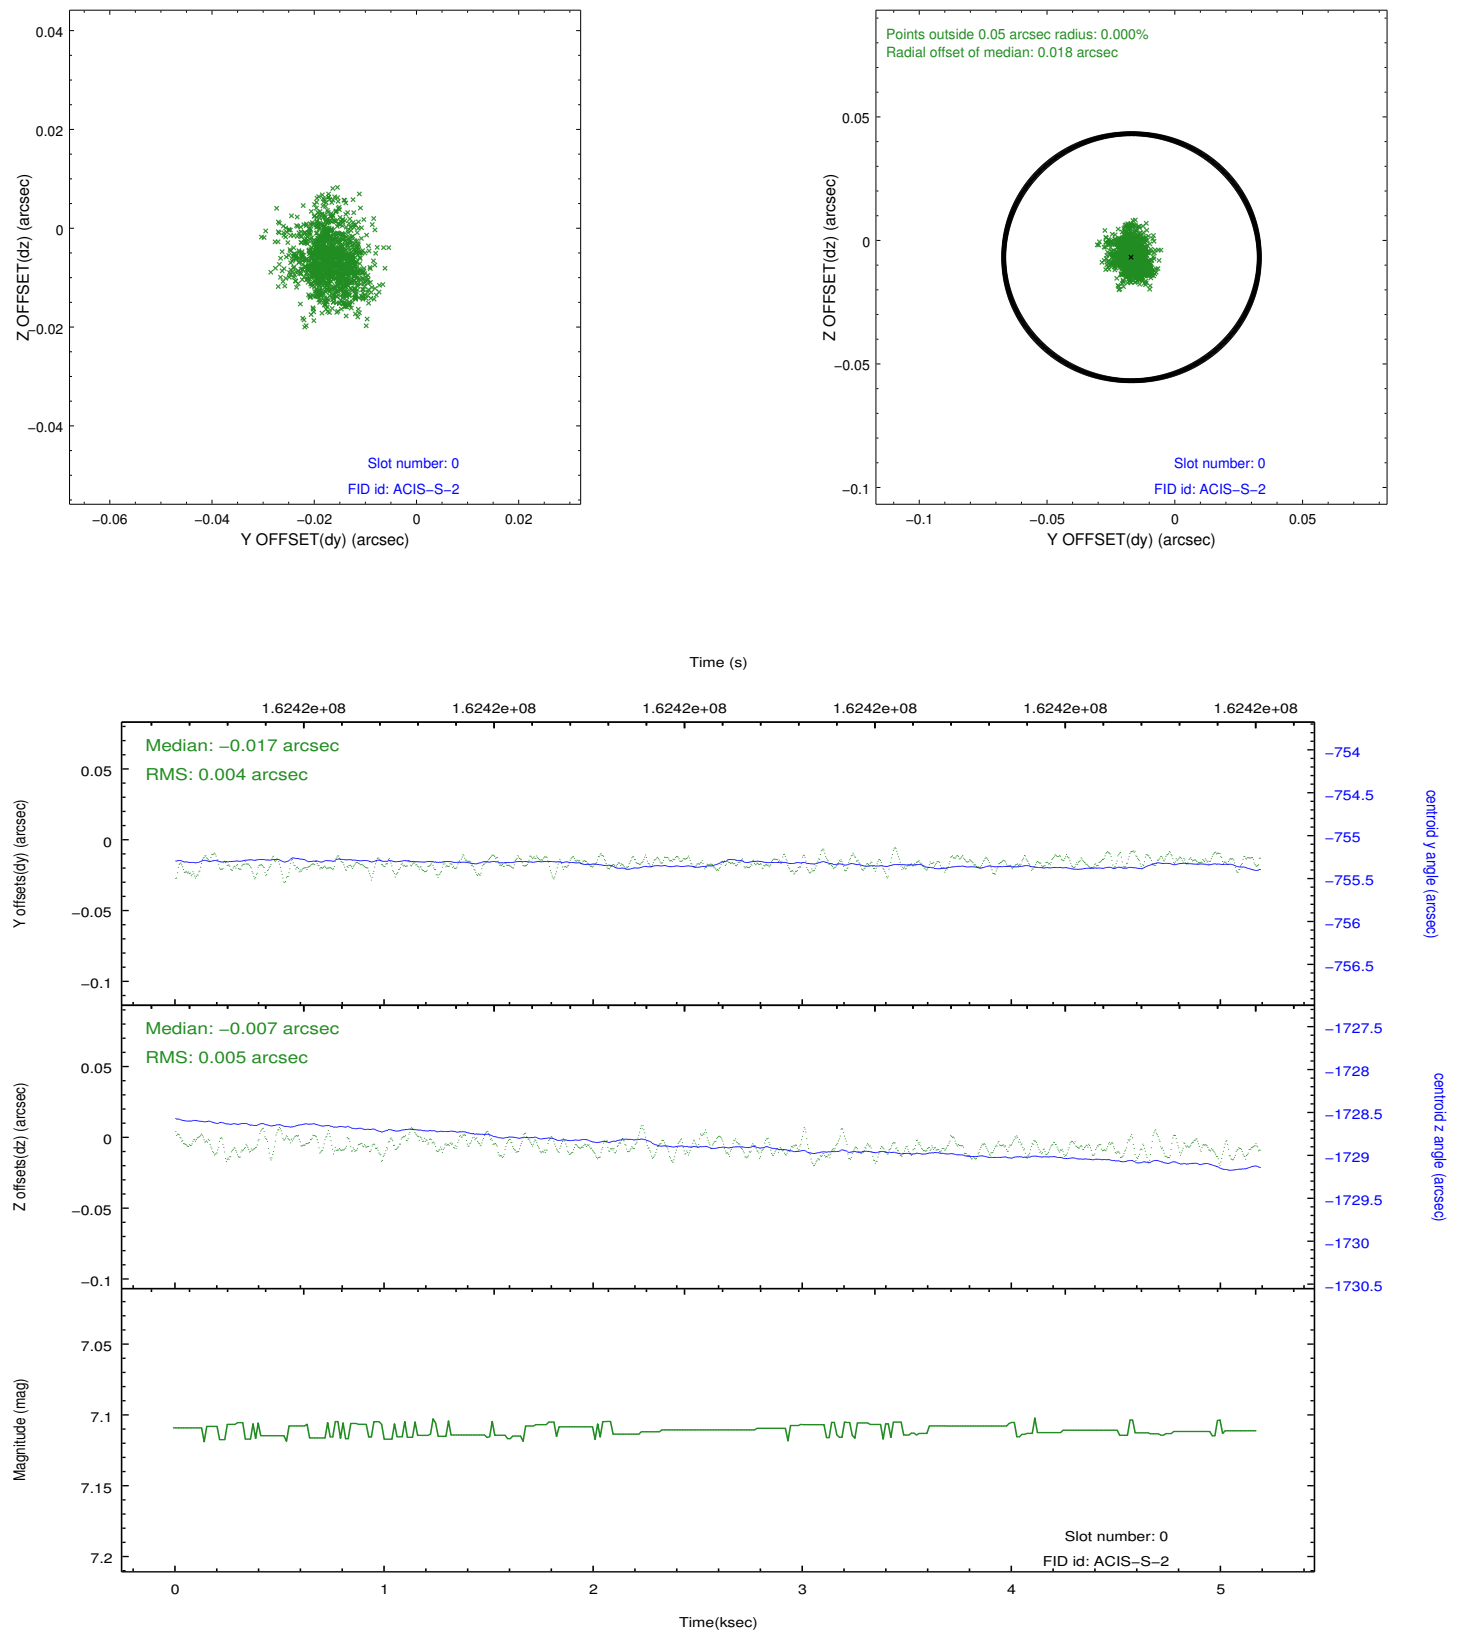 0.04
0.02
0
−0.02
−0.04
Z OFFSET(dz) (arcsec)
Slot number: 0
FID id: ACIS−S−2
−0.06
−0.04
−0.02
0
0.02
Y OFFSET(dy) (arcsec)
Points outside 0.05 arcsec radius: 0.000%
Radial offset of median: 0.018 arcsec
0.05
0
−0.05
−0.1
Z OFFSET(dz) (arcsec)
Slot number: 0
FID id: ACIS−S−2
−0.1
−0.05
0
0.05
Y OFFSET(dy) (arcsec)
Time (s)
1.6242e+08
1.6242e+08
1.6242e+08
1.6242e+08
1.6242e+08
1.6242e+08
Median: −0.017 arcsec
RMS: 0.004 arcsec
0.05
0
−0.05
−0.1
Y offsets(dy) (arcsec)
−754
−754.5
−755
−755.5
−756
−756.5
centroid y angle (arcsec)
Median: −0.007 arcsec
RMS: 0.005 arcsec
0.05
0
−0.05
−0.1
Z offsets(dz) (arcsec)
−1727.5
−1728
−1728.5
−1729
−1729.5
−1730
−1730.5
centroid z angle (arcsec)
7.05
7.1
7.15
7.2
Magnitude (mag)
Slot number: 0
FID id: ACIS−S−2
0
1
2
3
4
5
Time(ksec)